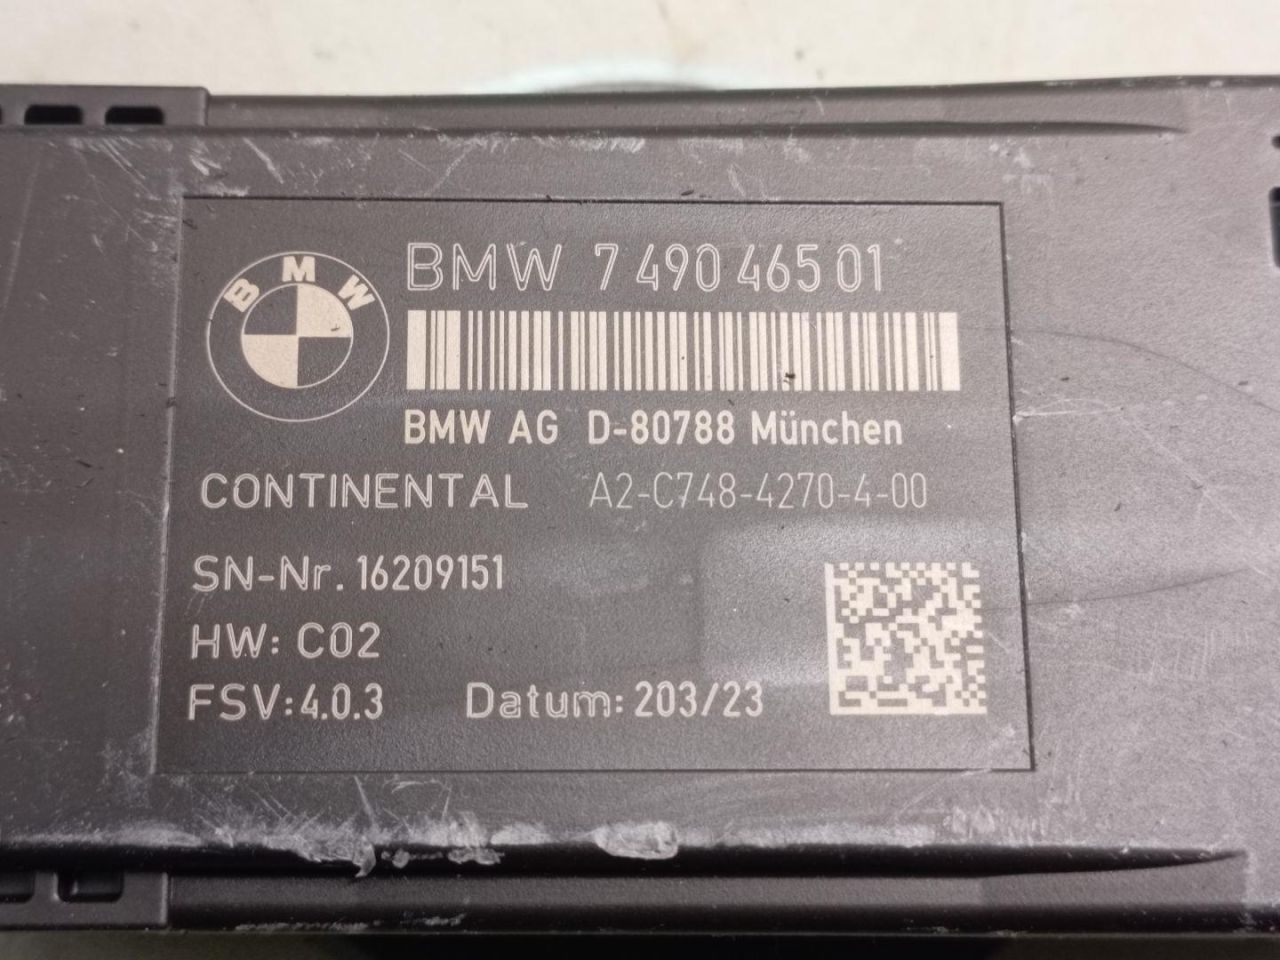 BMW
BMW 7 490 465 01
BMW AG D-80788 München
CONTINENTAL A2-C748-4270-4-00
SN-Nr. 16209151
HW: C02
FSV:4.0.3 Datum: 203/23